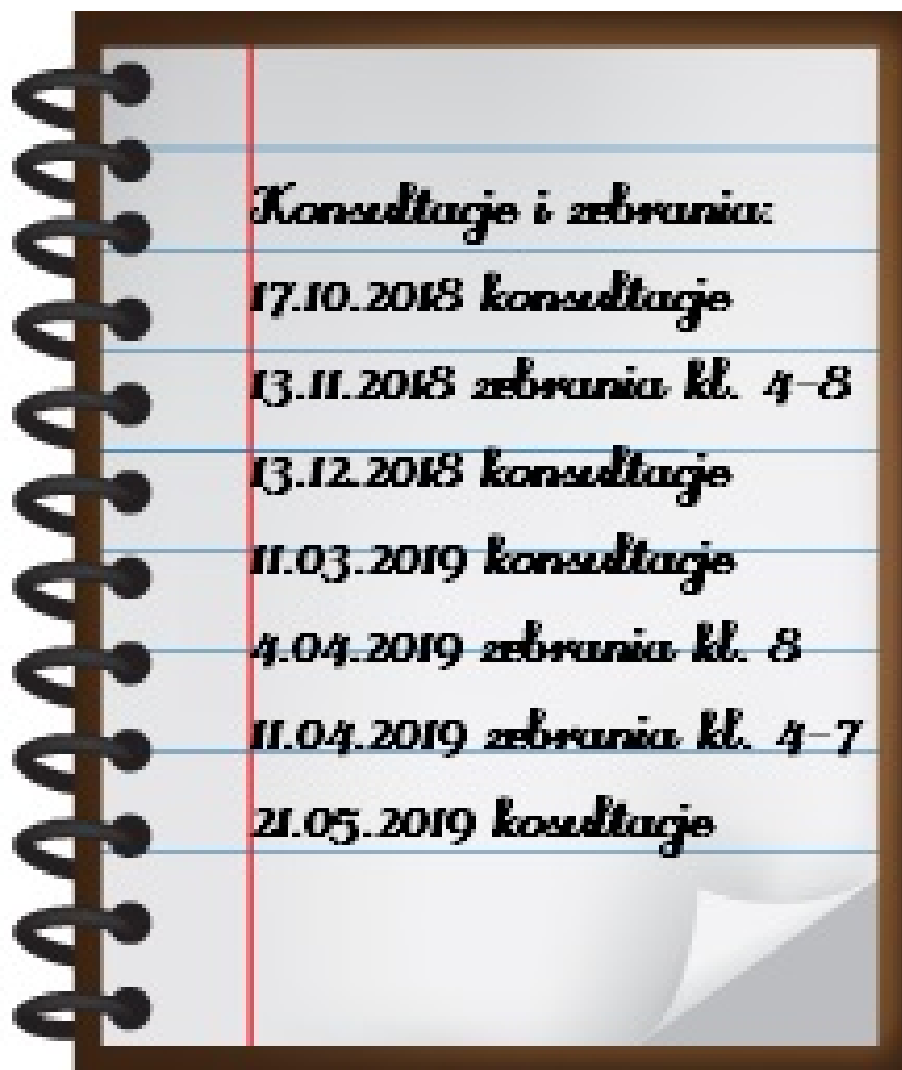 Konsultacje i zebrania:
17.10.2018 konsultacje
13.11.2018 zebrania kl. 4-8
13.12.2018 konsultacje
11.03.2019 konsultacje
4.04.2019 zebrania kl. 8
11.04.2019 zebrania kl. 4-7
21.05.2019 kosultacje